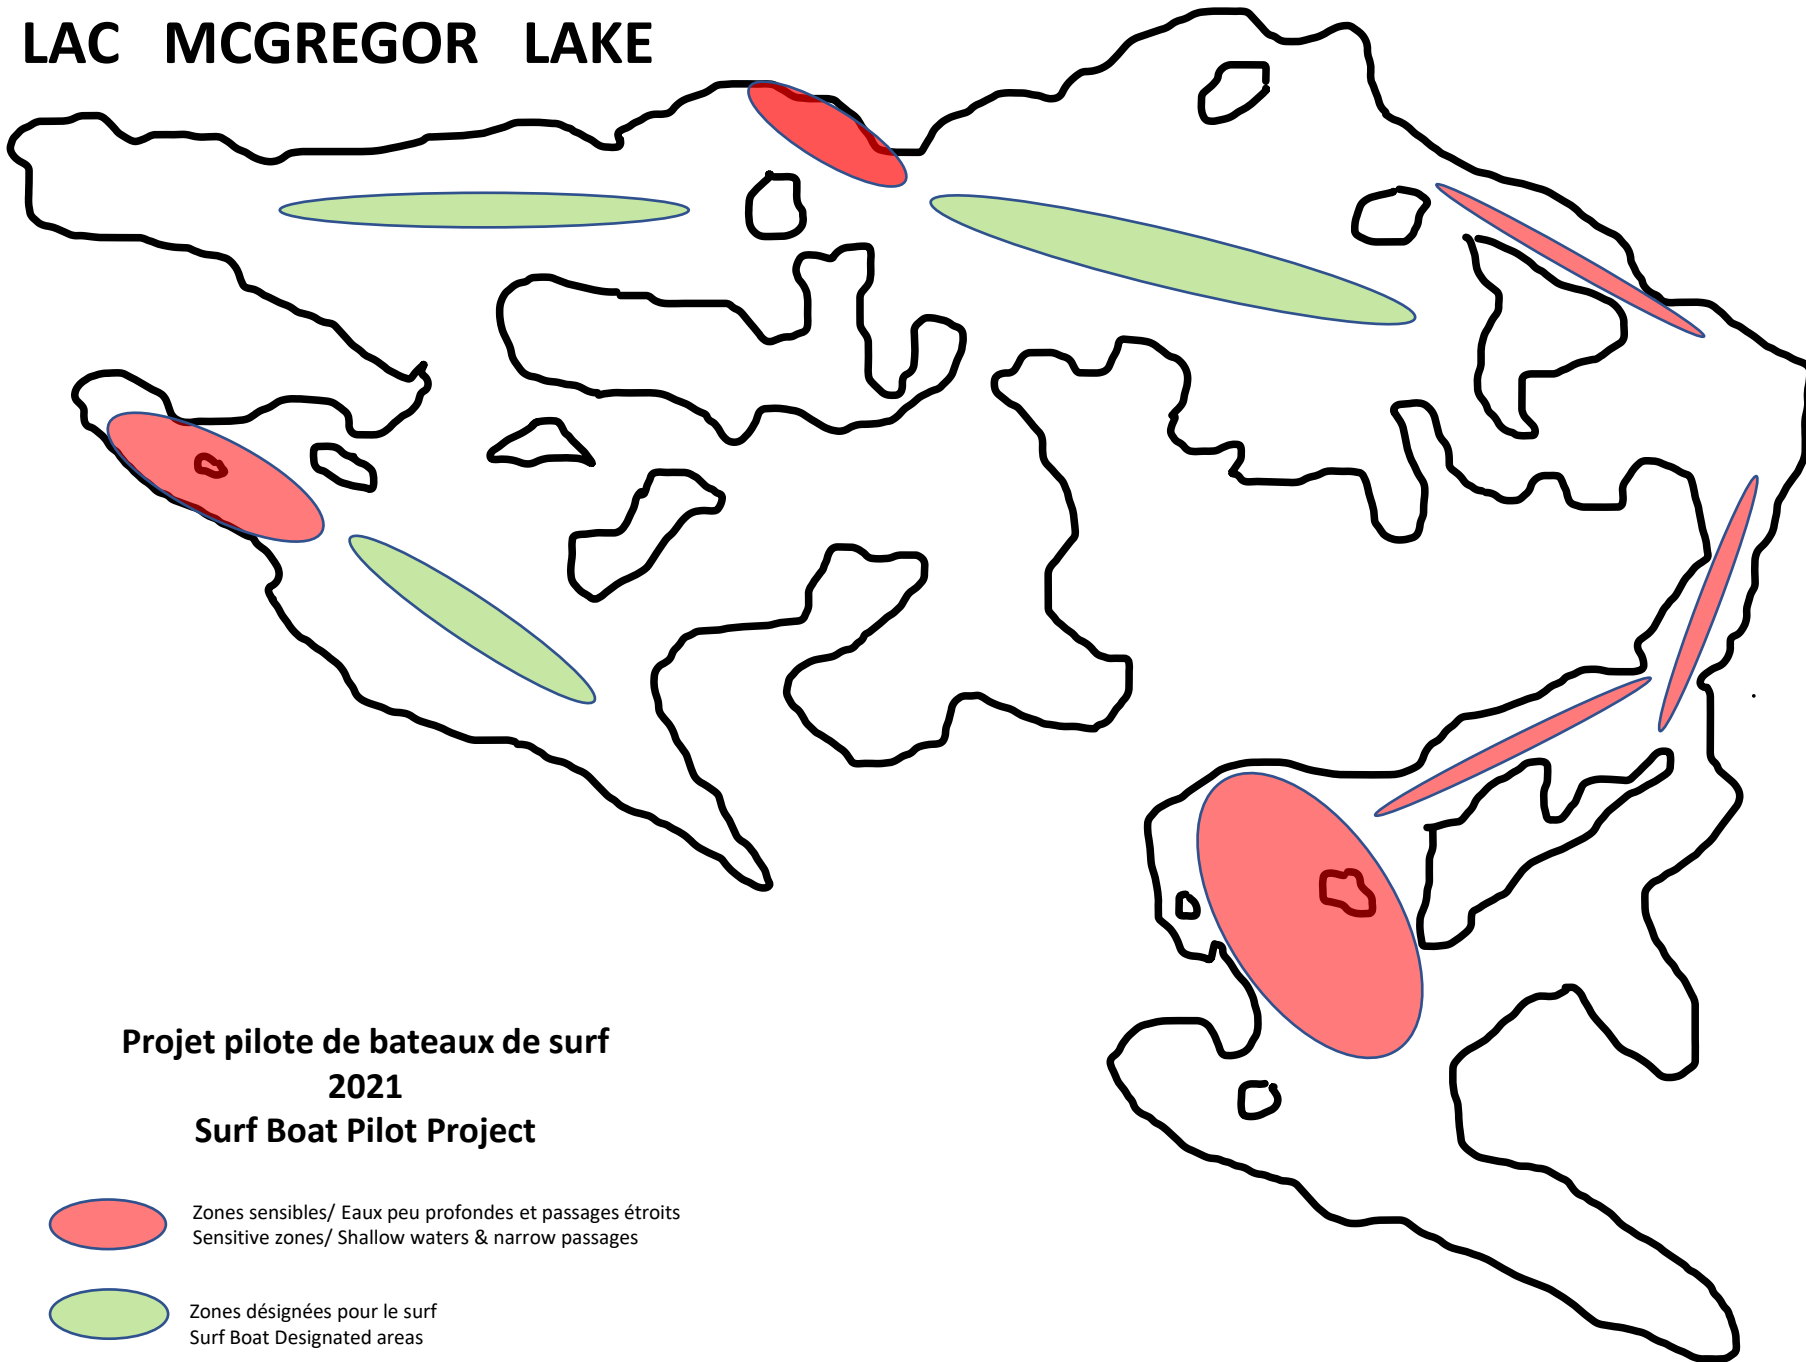 LAC MCGREGOR LAKE
Projet pilote de bateaux de surf
2021
Surf Boat Pilot Project
Zones sensibles/ Eaux peu profondes et passages étroits
Sensitive zones/ Shallow waters & narrow passages
Zones désignées pour le surf
Surf Boat Designated areas